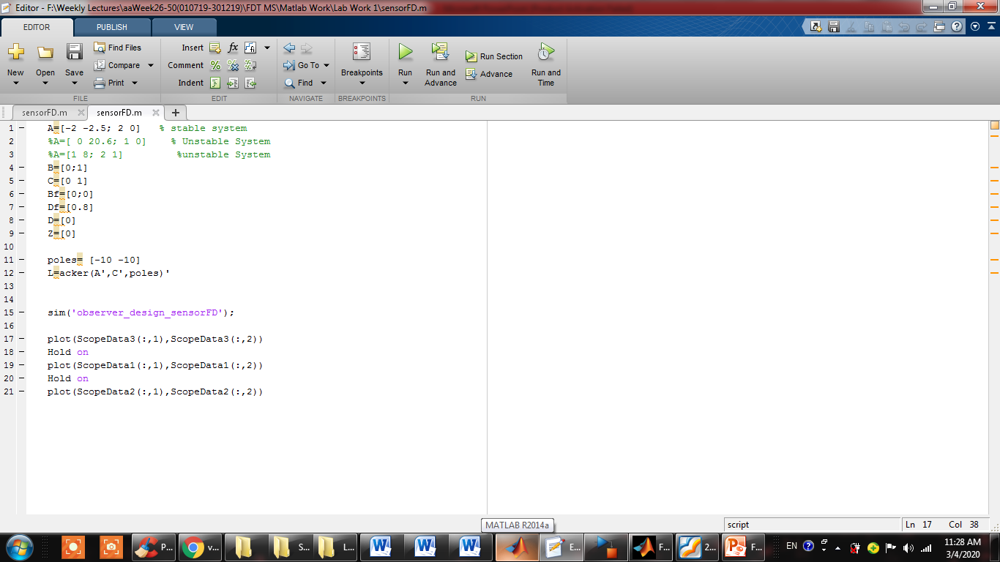 Editor - F:\Weekly Lectures\aaWeek26-50(010719-301219)\FDT MS\Matlab Work\Lab Work 1\sensorFD.m
EDITOR PUBLISH VIEW
New Open Save Find Files Compare Print
Insert fx Comment Indent
Go To Find
Breakpoints
Run Run and Advance Run Section Advance Run and Time
FILE EDIT NAVIGATE BREAKPOINTS RUN
sensorFD.m sensorFD.m
1 – A=[-2 -2.5; 2 0] % stable system
2 %A=[ 0 20.6; 1 0] % Unstable System
3 %A=[1 8; 2 1] %unstable System
4 – B=[0;1]
5 – C=[0 1]
6 – Bf=[0;0]
7 – Df=[0.8]
8 – D=[0]
9 – Z=[0]
10
11 – poles= [-10 -10]
12 – L=acker(A',C',poles)'
13
14
15 – sim('observer_design_sensorFD');
16
17 – plot(ScopeData3(:,1),ScopeData3(:,2))
18 – Hold on
19 – plot(ScopeData1(:,1),ScopeData1(:,2))
20 – Hold on
21 – plot(ScopeData2(:,1),ScopeData2(:,2))
MATLAB R2014a
script Ln 17 Col 38
P... v... S... L... E... F... 2... F... EN 11:28 AM
3/4/2020